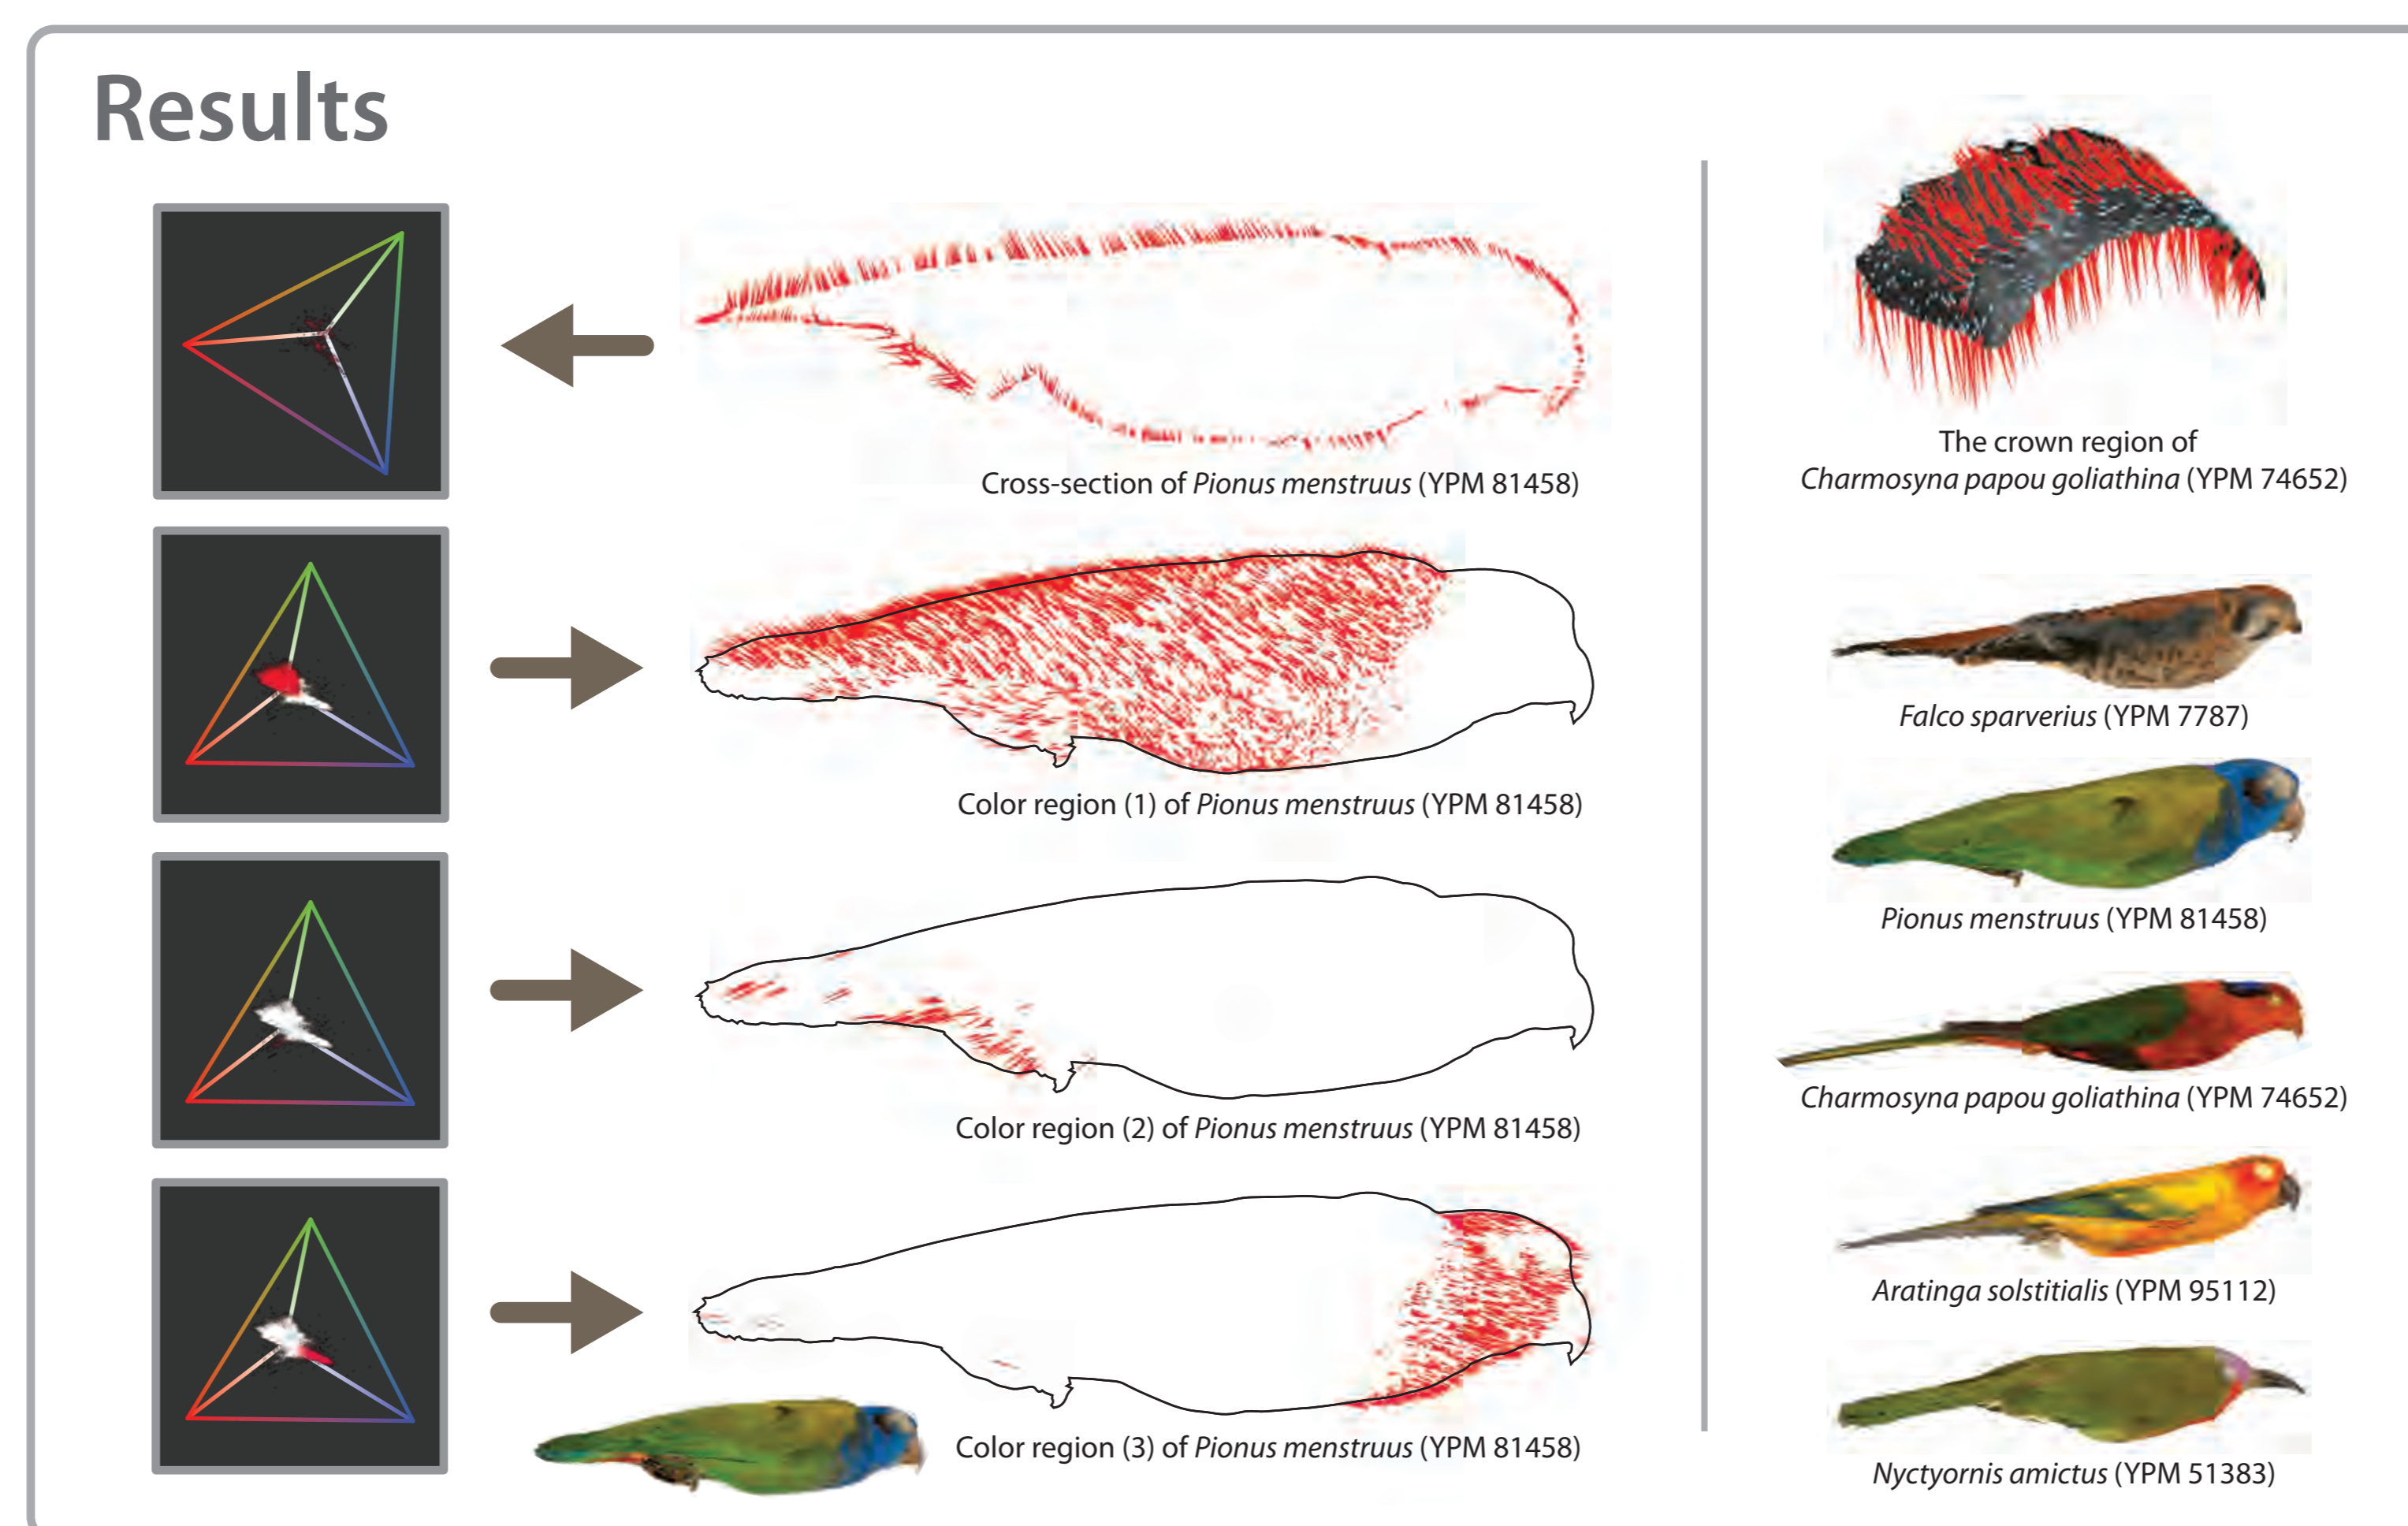 Results
Cross-section of Pionus menstruus (YPM 81458)
Color region (1) of Pionus menstruus (YPM 81458)
Color region (2) of Pionus menstruus (YPM 81458)
Color region (3) of Pionus menstruus (YPM 81458)
The crown region of
Charmosyna papou goliathina (YPM 74652)
Falco sparverius (YPM 7787)
Pionus menstruus (YPM 81458)
Charmosyna papou goliathina (YPM 74652)
Aratinga solstitialis (YPM 95112)
Nyctyornis amictus (YPM 51383)